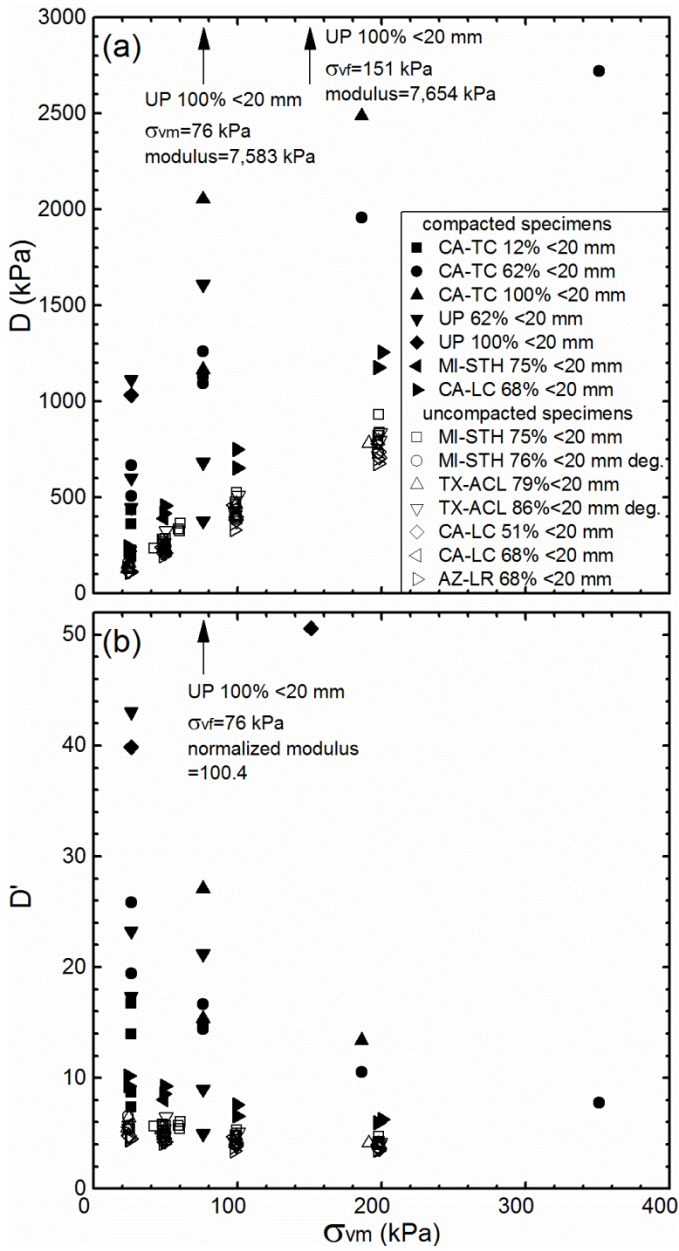 3000
2500
2000
1500
1000
500
0
D (kPa)
(a)
UP 100% <20 mm
σvm=76 kPa
modulus=7,583 kPa
UP 100% <20 mm
σvf=151 kPa
modulus=7,654 kPa
compacted specimens
CA-TC 12% <20 mm
CA-TC 62% <20 mm
CA-TC 100% <20 mm
UP 62% <20 mm
UP 100% <20 mm
MI-STH 75% <20 mm
CA-LC 68% <20 mm
uncompacted specimens
MI-STH 75% <20 mm
MI-STH 76% <20 mm deg.
TX-ACL 79%<20 mm
TX-ACL 86%<20 mm deg.
CA-LC 51% <20 mm
CA-LC 68% <20 mm
AZ-LR 68% <20 mm
50
40
30
20
10
0
D'
(b)
UP 100% <20 mm
σvf=76 kPa
normalized modulus
=100.4
0
100
200
300
400
σvm (kPa)